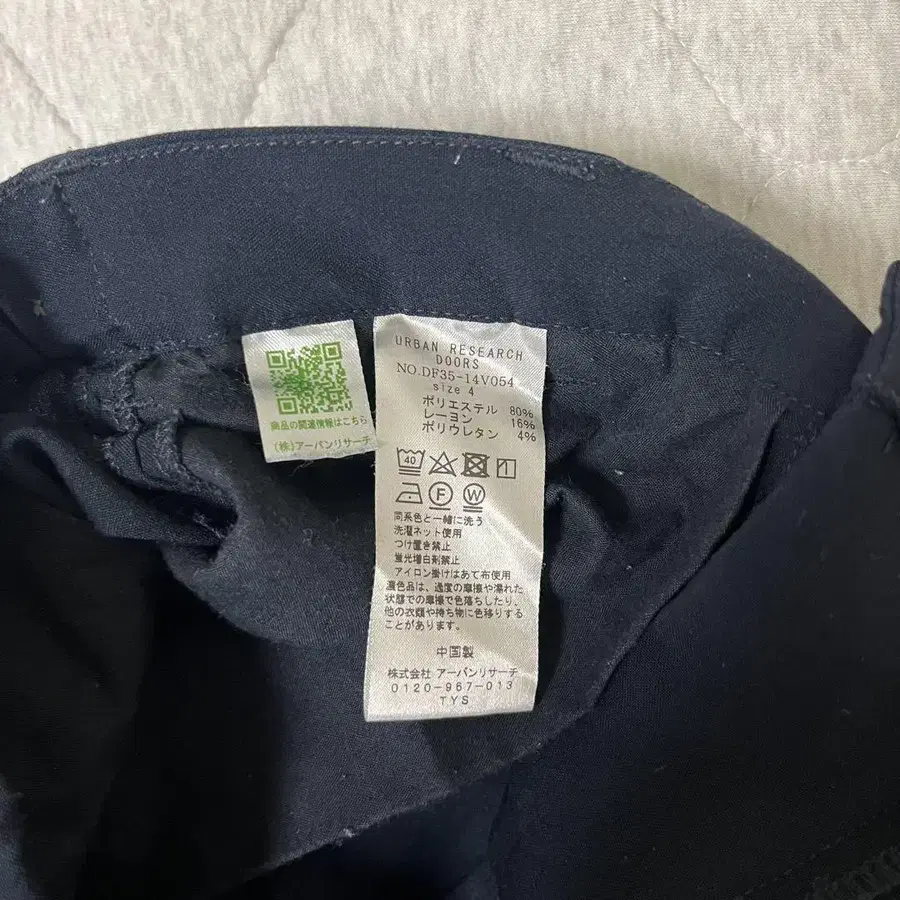 商品の関連情報はこちら
(株)アーバンリサーチ
URBAN RESEARCH
DOORS
NO.DF35-14V054
size 4
ポリエステル 80%
レーヨン 16%
ポリウレタン 4%
40
F W
同系色と一緒に洗う
洗濯ネット使用
つけ置き禁止
蛍光増白剤禁止
アイロン掛けはあて布使用
濃色品は、過度の摩擦や濡れた
状態での摩擦で色落ちしたり、
他の衣類や持ち物に色移りする
ことがあります。
中国製
株式会社 アーバンリサーチ
0120-967-013
TYS